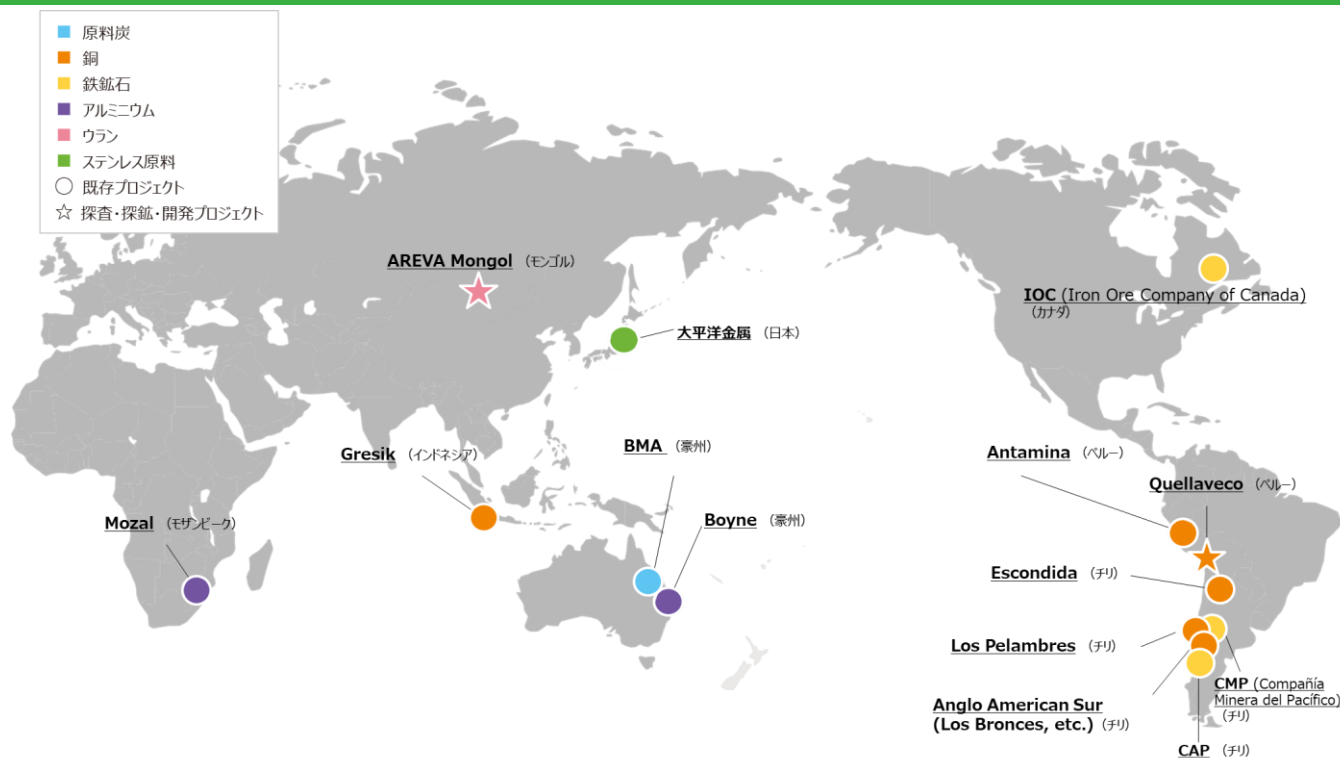 原料炭
銅
鉄鉱石
アルミニウム
ウラン
ステンレス原料
既存プロジェクト
探査・探鉱・開発プロジェクト
AREVA Mongol (モンゴル)
IOC (Iron Ore Company of Canada)
(カナダ)
大平洋金属 (日本)
Gresik (インドネシア)
BMA (豪州)
Antamina (ペルー)
Quellaveco (ペルー)
Mozal (モザンビーク)
Boyne (豪州)
Escondida (チリ)
Los Pelambres (チリ)
CMP (Compañía
Minera del Pacífico)
(チリ)
Anglo American Sur
(Los Bronces, etc.) (チリ)
CAP (チリ)